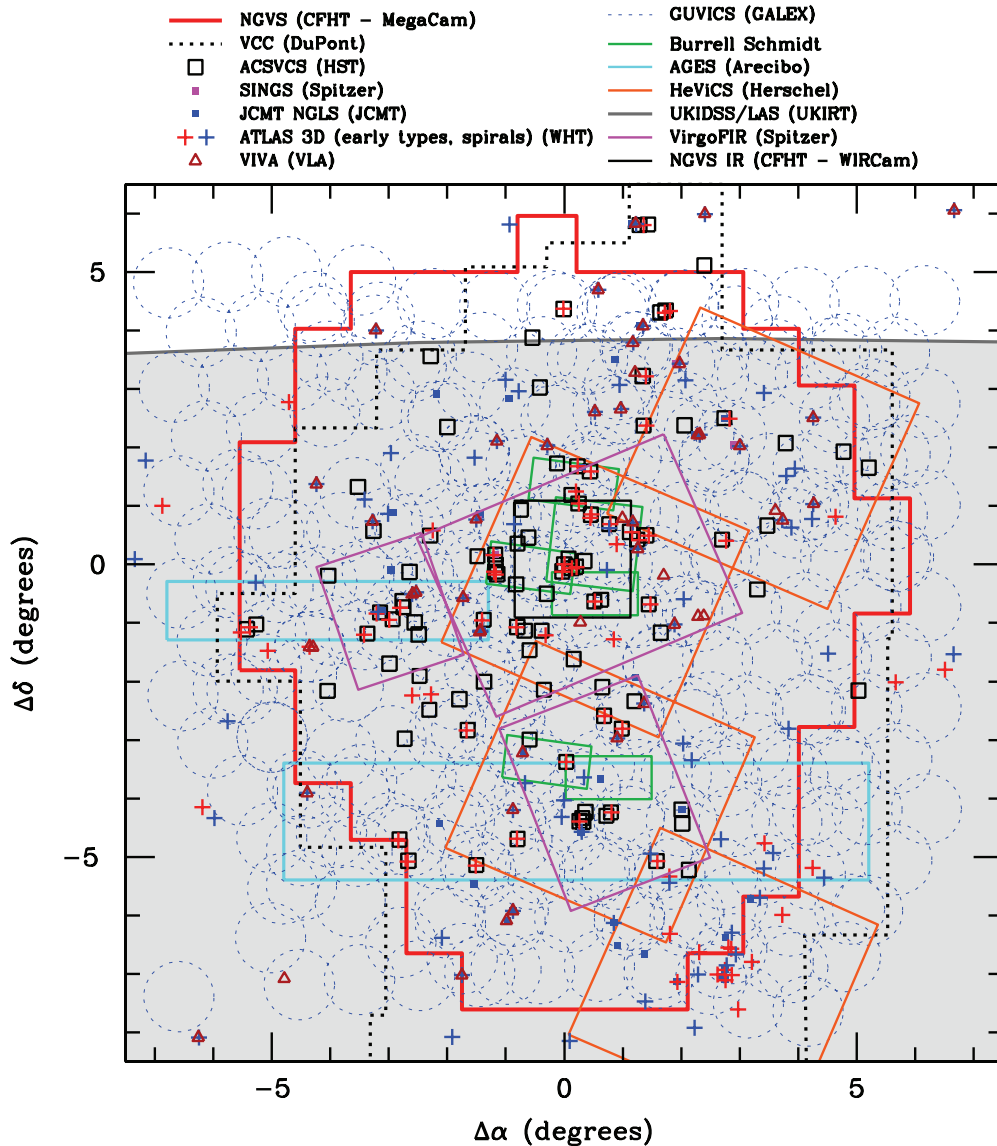 NGVS (CFHT - MegaCam)
VCC (DuPont)
ACSVCS (HST)
SINGS (Spitzer)
JCMT NGLS (JCMT)
ATLAS 3D (early types, spirals) (WHT)
VIVA (VLA)
GUVICS (GALEX)
Burrell Schmidt
AGES (Arecibo)
HeViCS (Herschel)
UKIDSS/LAS (UKIRT)
VirgoFIR (Spitzer)
NGVS IR (CFHT - WIRCam)
5
0
-5
Δδ (degrees)
-5
0
5
Δα (degrees)